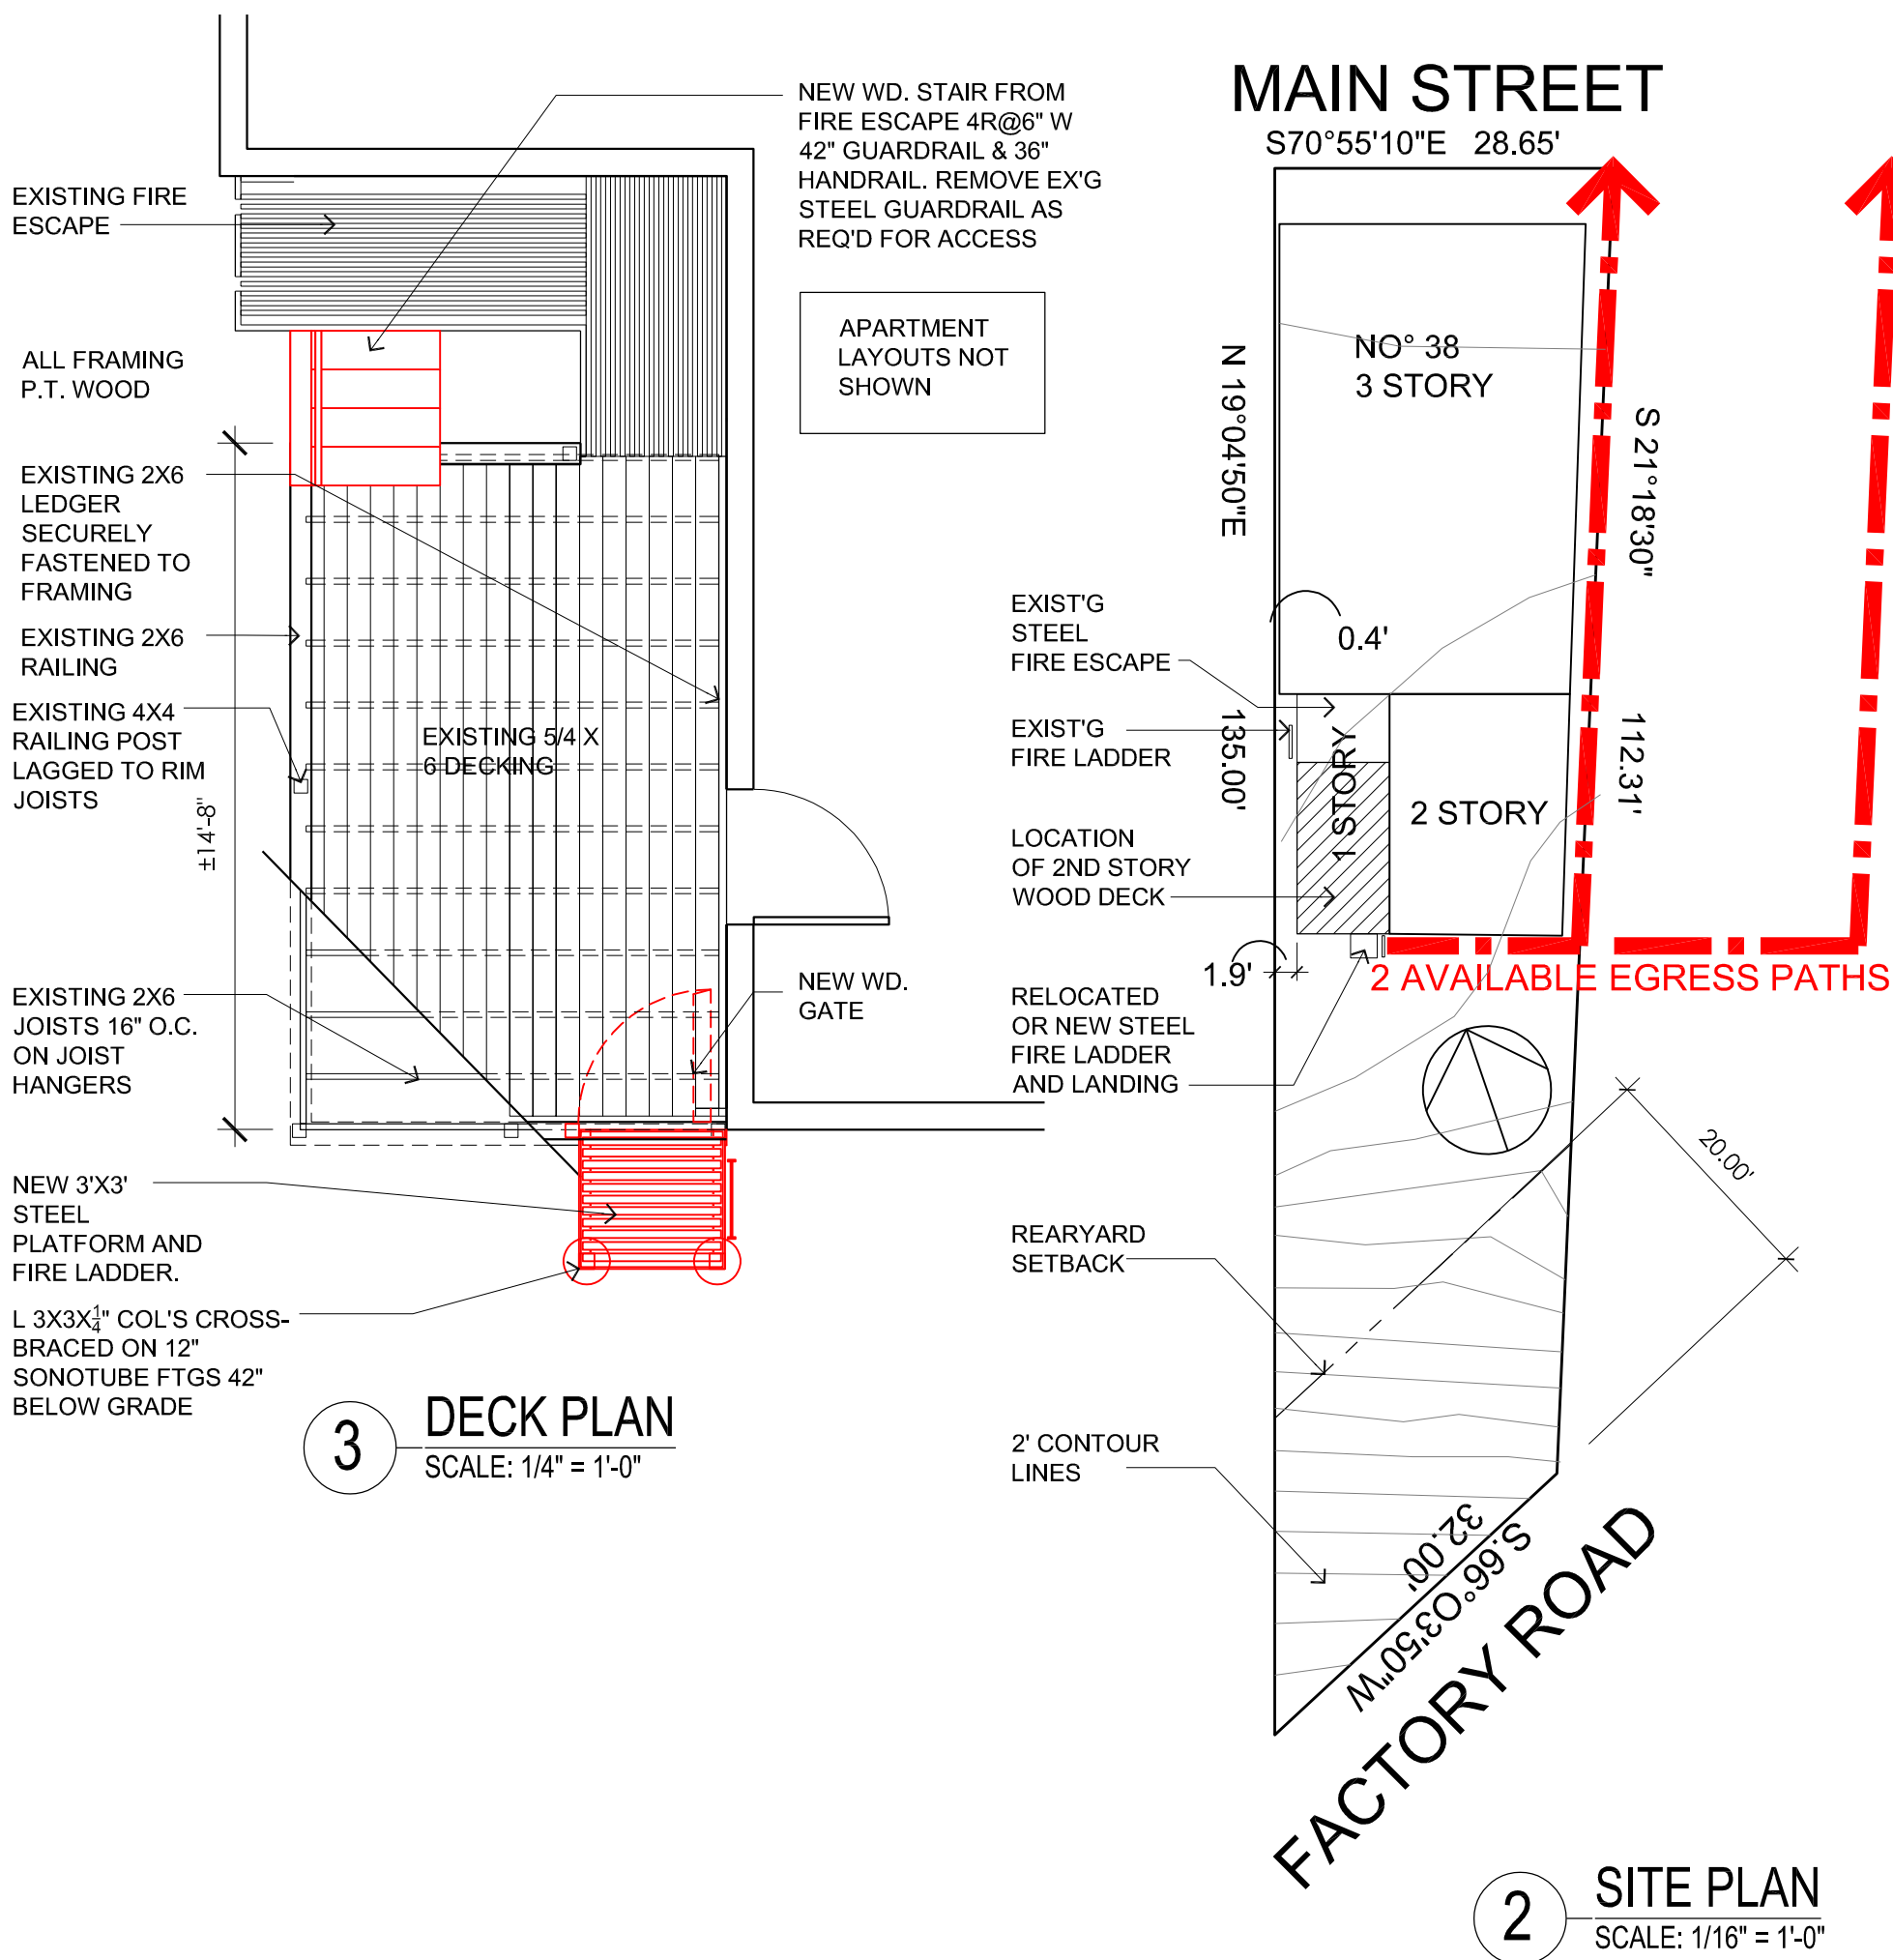 EXISTING FIRE
ESCAPE
ALL FRAMING
P.T. WOOD
EXISTING 2X6
LEDGER
SECURELY
FASTENED TO
FRAMING
EXISTING 2X6
RAILING
EXISTING 4X4
RAILING POST
LAGGED TO RIM
JOISTS
±14'-8"
EXISTING 2X6
JOISTS 16" O.C.
ON JOIST
HANGERS
NEW 3'X3'
STEEL
PLATFORM AND
FIRE LADDER.
L 3X3X¼" COL'S CROSS-
BRACED ON 12"
SONOTUBE FTGS 42"
BELOW GRADE
EXISTING 5/4 X
6 DECKING
NEW WD. STAIR FROM
FIRE ESCAPE 4R@6" W
42" GUARDRAIL & 36"
HANDRAIL. REMOVE EX'G
STEEL GUARDRAIL AS
REQ'D FOR ACCESS
APARTMENT
LAYOUTS NOT
SHOWN
NEW WD.
GATE
3
DECK PLAN
SCALE: 1/4" = 1'-0"
MAIN STREET
S70°55'10"E 28.65'
N 19°04'50"E
135.00'
NO° 38
3 STORY
S 21°18'30"
112.31'
0.4'
EXIST'G
STEEL
FIRE ESCAPE
EXIST'G
FIRE LADDER
1 STORY
2 STORY
LOCATION
OF 2ND STORY
WOOD DECK
1.9'
2 AVAILABLE EGRESS PATHS
RELOCATED
OR NEW STEEL
FIRE LADDER
AND LANDING
20.00'
REARYARD
SETBACK
2' CONTOUR
LINES
32.00'
S.66°O3'50"W
FACTORY ROAD
2
SITE PLAN
SCALE: 1/16" = 1'-0"